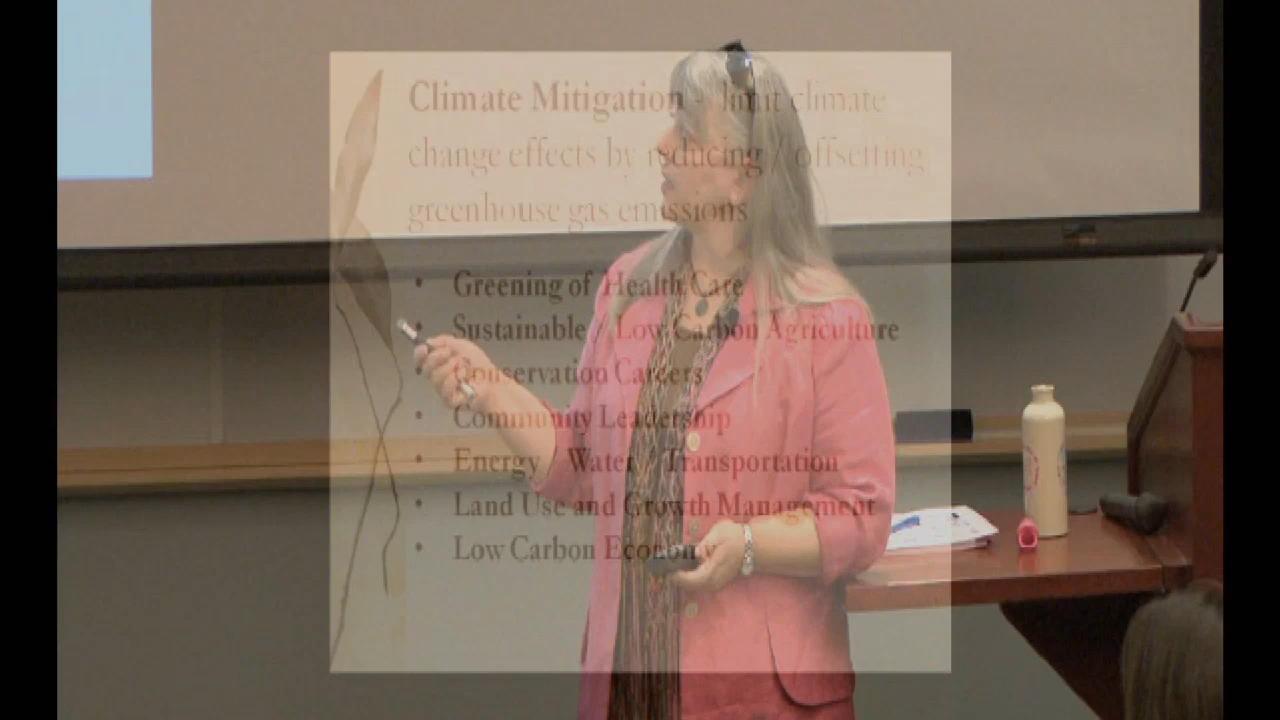 Climate Mitigation - limit climate
change effects by reducing / offsetting
greenhouse gas emissions
• Greening of Health Care
• Sustainable / Low Carbon Agriculture
• Conservation Careers
• Community Leadership
• Energy / Water / Transportation
• Land Use and Growth Management
• Low Carbon Economy